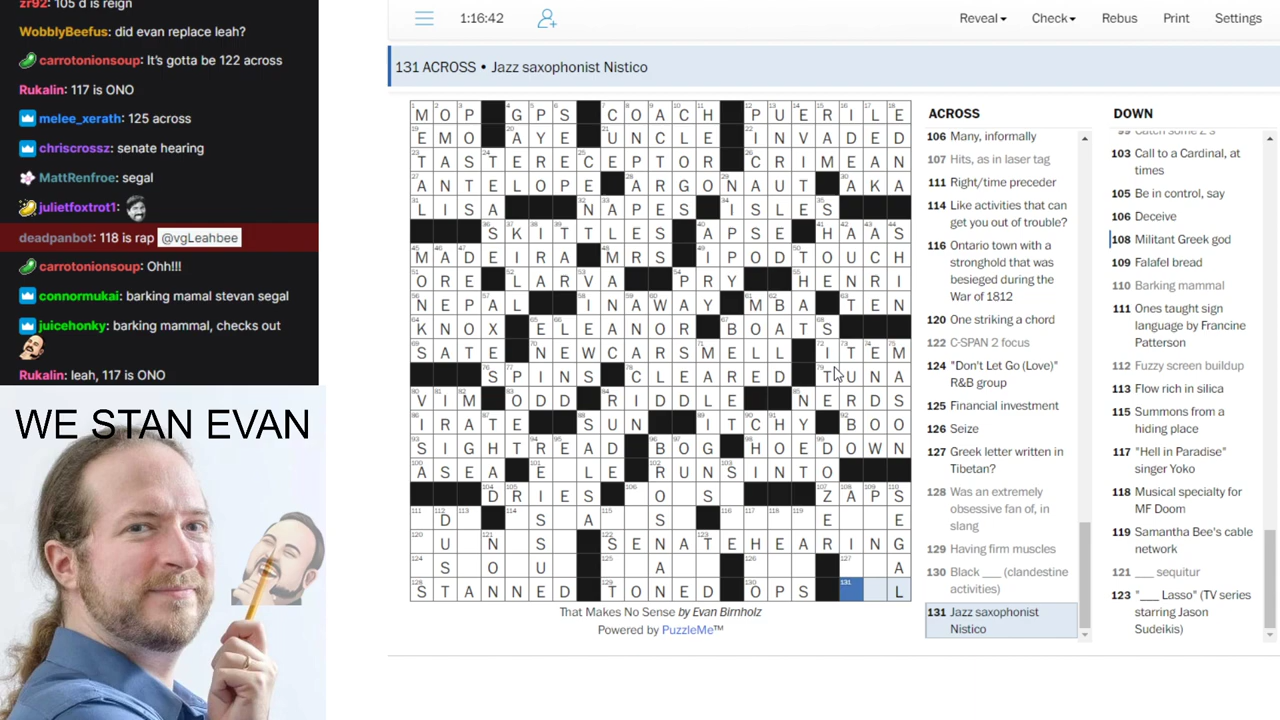 zr92: 105 d is reign
WobblyBeefus: did evan replace leah?
carrotonionsoup: It's gotta be 122 across
Rukalin: 117 is ONO
melee_xerath: 125 across
chriscrossz: senate hearing
MattRenfroe: segal
julietfoxtrot1:
deadpanbot: 118 is rap @vgLeahbee
carrotonionsoup: Ohh!!!
connormukai: barking mamal stevan segal
juicehonky: barking mammal, checks out
Rukalin: leah, 117 is ONO
WE STAN EVAN
1:16:42
Reveal
Check
Rebus
Print
Settings
131 ACROSS • Jazz saxophonist Nistico
M O P G P S C O A C H P U E R I L E
E M O A Y E U N C L E I N V A D E D
T A S T E R E C E P T O R C R I M E A N
A N T E L O P E A R G O N A U T A K A
L I S A N A P E S I S L E S
S K I T T L E S A P S E H A A S
M A D E I R A M R S I P O D T O U C H
O R E L A R V A P R Y H E N R I
N E P A L I N A W A Y M B A T E N
K N O X E L E A N O R B O A T S
S A T E N E W C A R S M E L L I T E M
S P I N S C L E A R E D T U N A
V I M O D D R I D D L E N E R D S
I R A T E S U N I T C H Y B O O
S I G H T R E A D B O G H O E D O W N
A S E A E L E R U N S I N T O
D R I E S O S Z A P S
D S A S E E
U N S S E N A T E H E A R I N G
S O U A A
S T A N N E D T O N E D O P S L
That Makes No Sense by Evan Birnholz
Powered by PuzzleMe™
ACROSS
106 Many, informally
107 Hits, as in laser tag
111 Right/time preceder
114 Like activities that can
get you out of trouble?
116 Ontario town with a
stronghold that was
besieged during the
War of 1812
120 One striking a chord
122 C-SPAN 2 focus
124 "Don't Let Go (Love)"
R&B group
125 Financial investment
126 Seize
127 Greek letter written in
Tibetan?
128 Was an extremely
obsessive fan of, in
slang
129 Having firm muscles
130 Black ___ (clandestine
activities)
131 Jazz saxophonist
Nistico
DOWN
99 Catch some Z's
103 Call to a Cardinal, at
times
105 Be in control, say
106 Deceive
108 Militant Greek god
109 Falafel bread
110 Barking mammal
111 Ones taught sign
language by Francine
Patterson
112 Fuzzy screen buildup
113 Flow rich in silica
115 Summons from a
hiding place
117 "Hell in Paradise"
singer Yoko
118 Musical specialty for
MF Doom
119 Samantha Bee's cable
network
121 ___ sequitur
123 "___ Lasso" (TV series
starring Jason
Sudeikis)